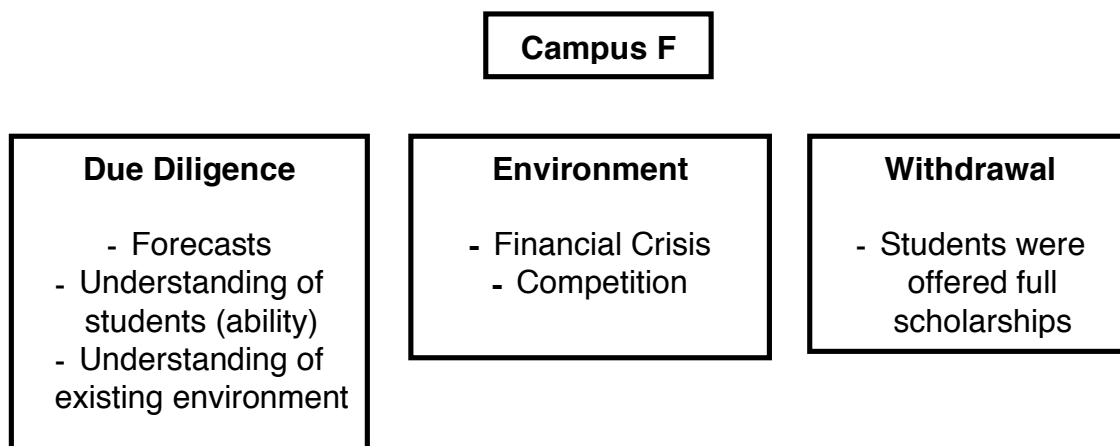 Campus F
Due Diligence
- Forecasts
- Understanding of
students (ability)
- Understanding of
existing environment
Environment
- Financial Crisis
- Competition
Withdrawal
- Students were
offered full
scholarships